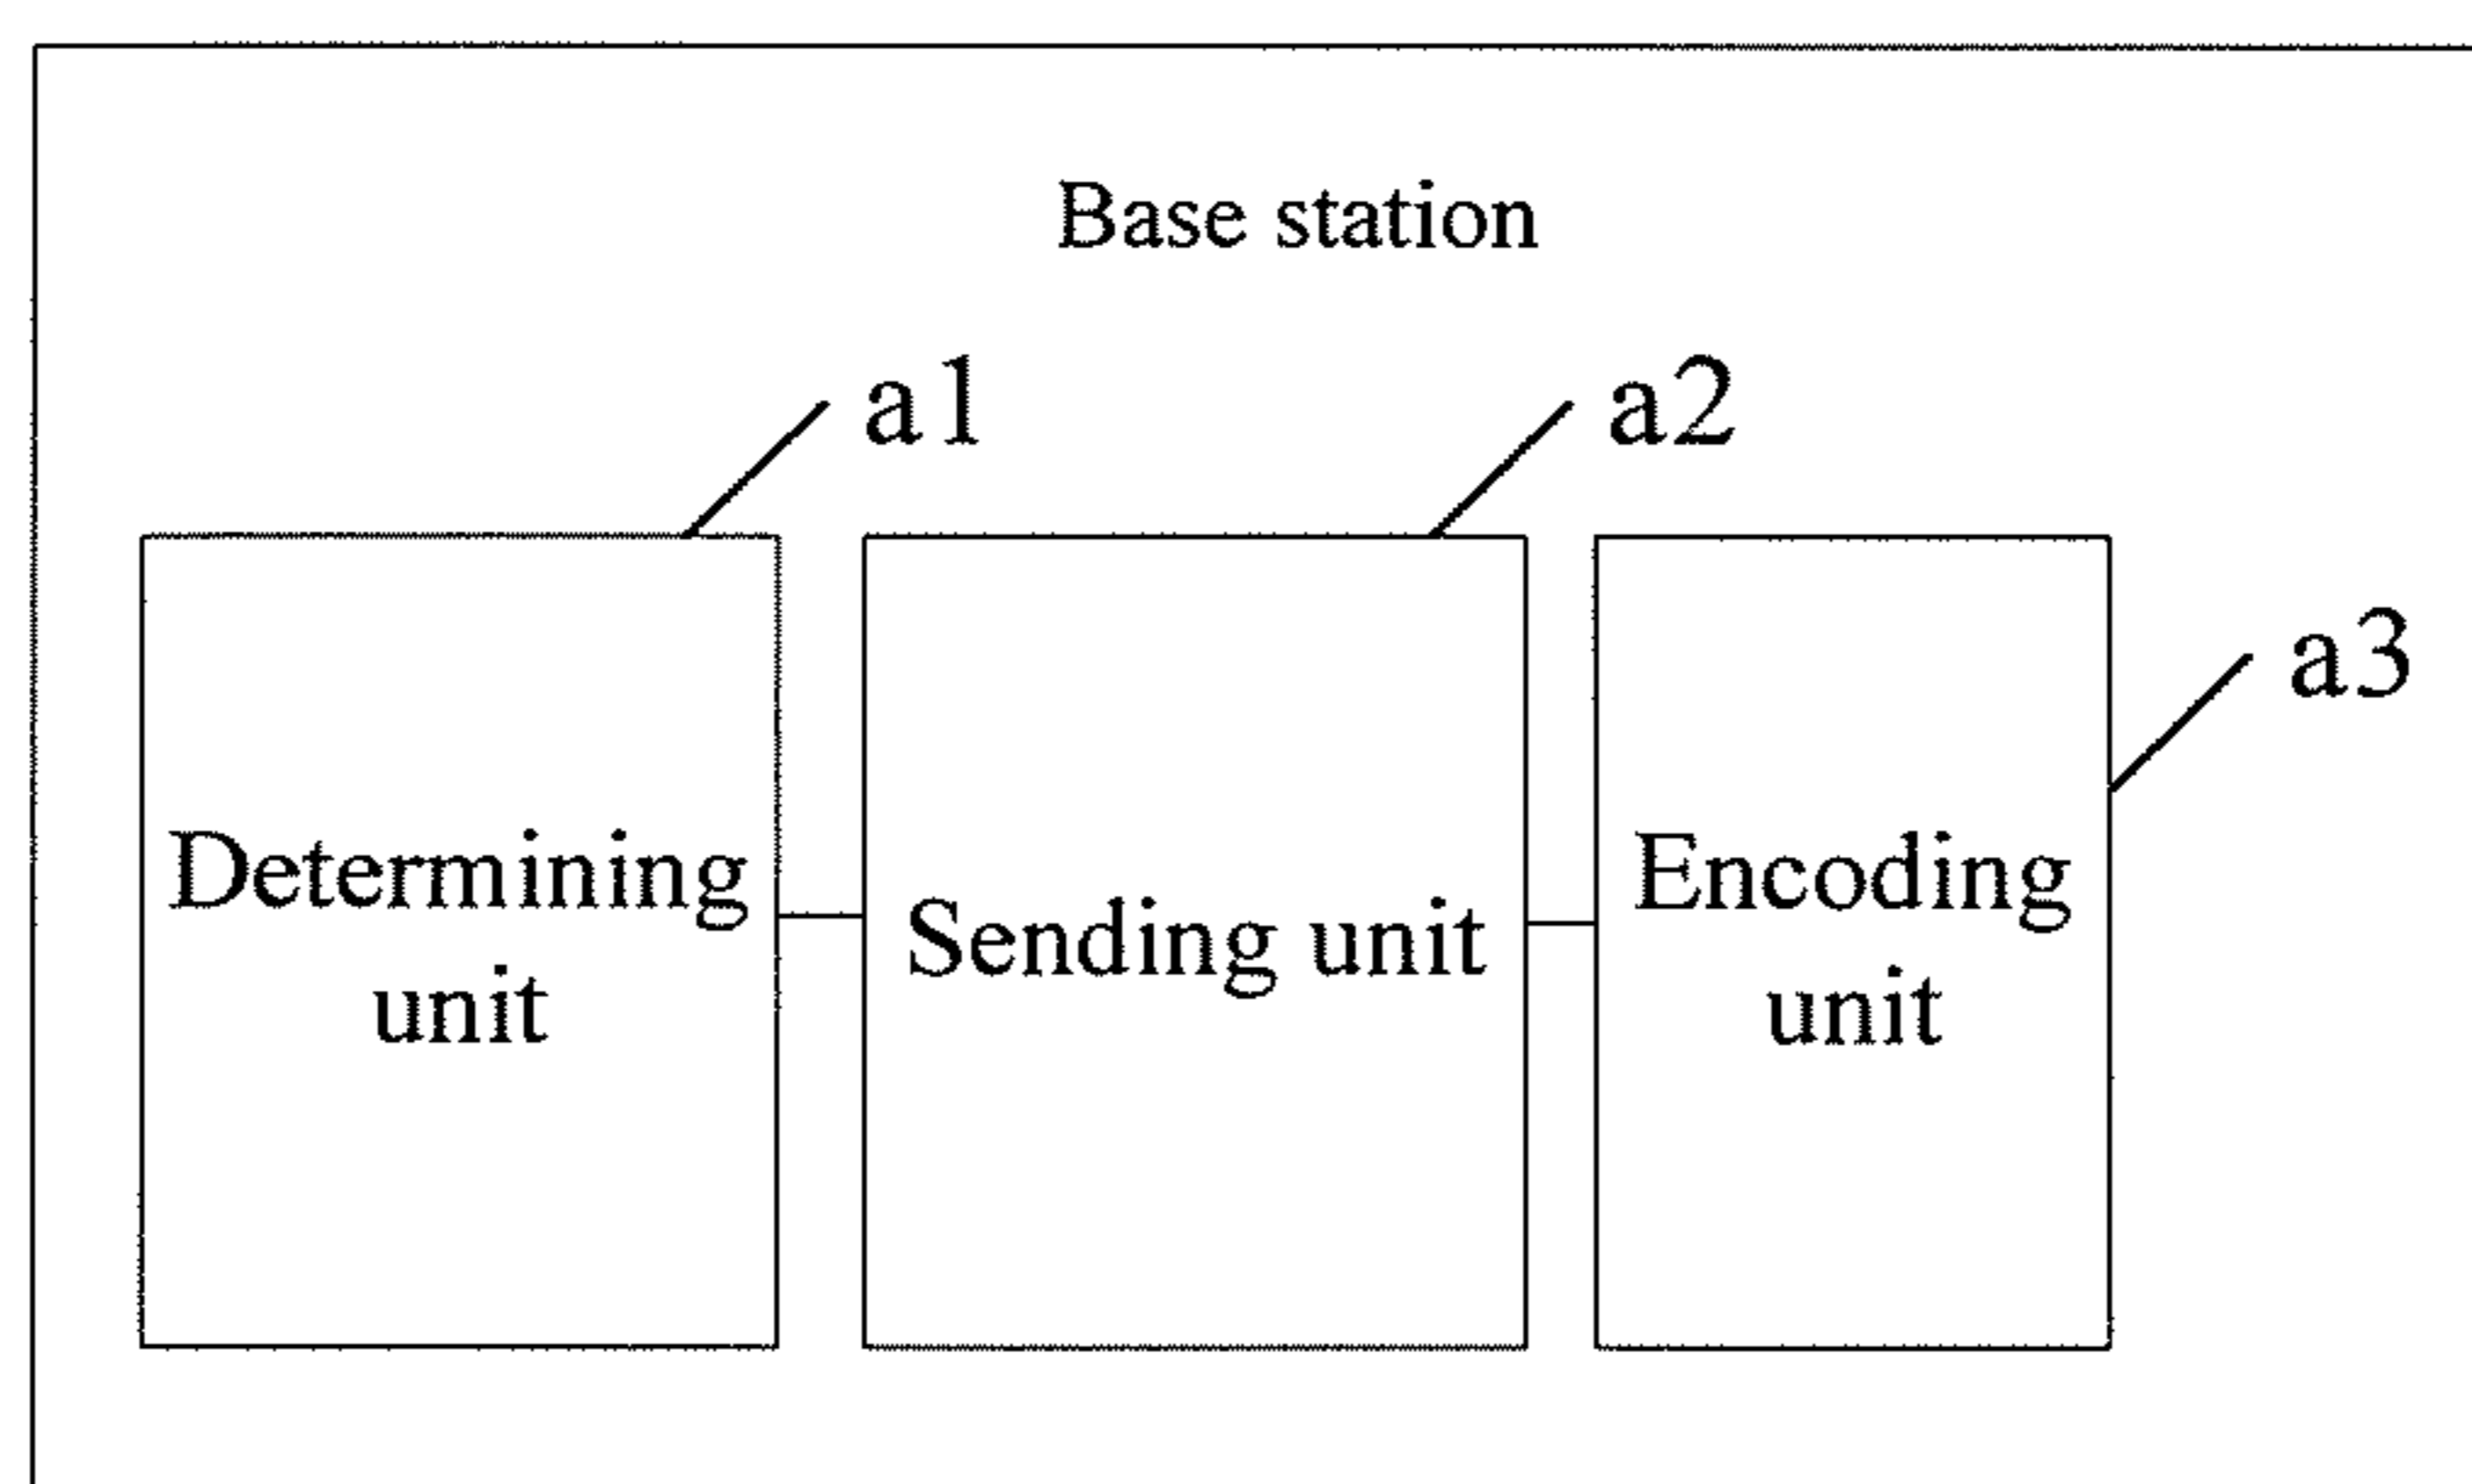 Base station
a1
a2
a3
Determining
unit
Sending unit
Encoding
unit